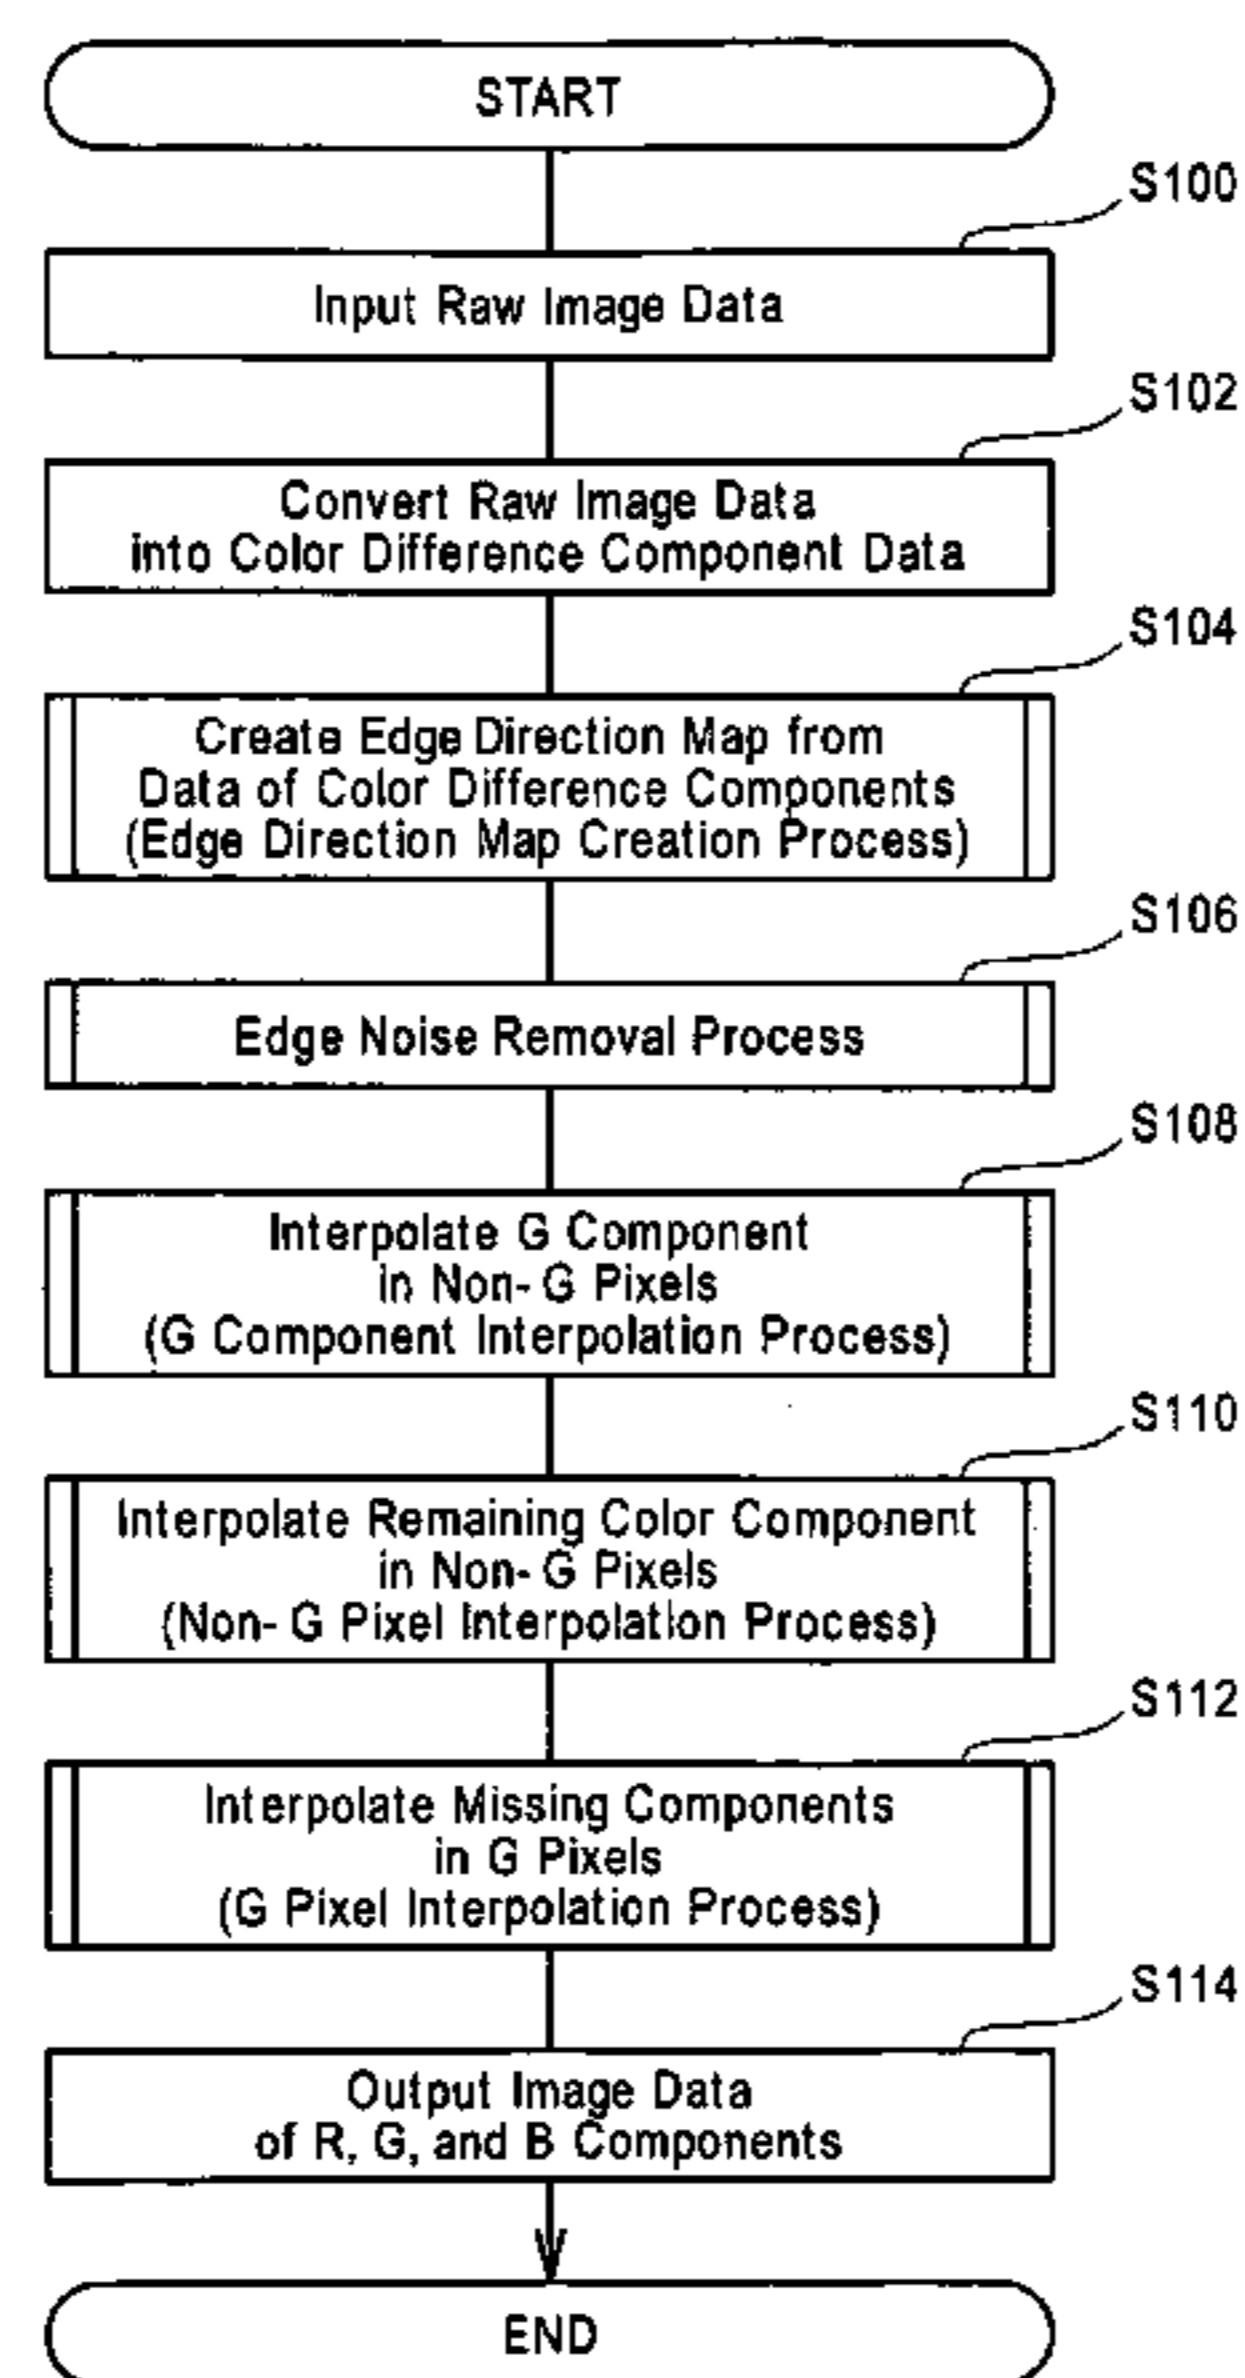 START
S100
Input Raw Image Data
S102
Convert Raw Image Data
into Color Difference Component Data
S104
Create Edge Direction Map from
Data of Color Difference Components
(Edge Direction Map Creation Process)
S106
Edge Noise Removal Process
S108
Interpolate G Component
in Non-G Pixels
(G Component Interpolation Process)
S110
Interpolate Remaining Color Component
in Non-G Pixels
(Non-G Pixel Interpolation Process)
S112
Interpolate Missing Components
in G Pixels
(G Pixel Interpolation Process)
S114
Output Image Data
of R, G, and B Components
END